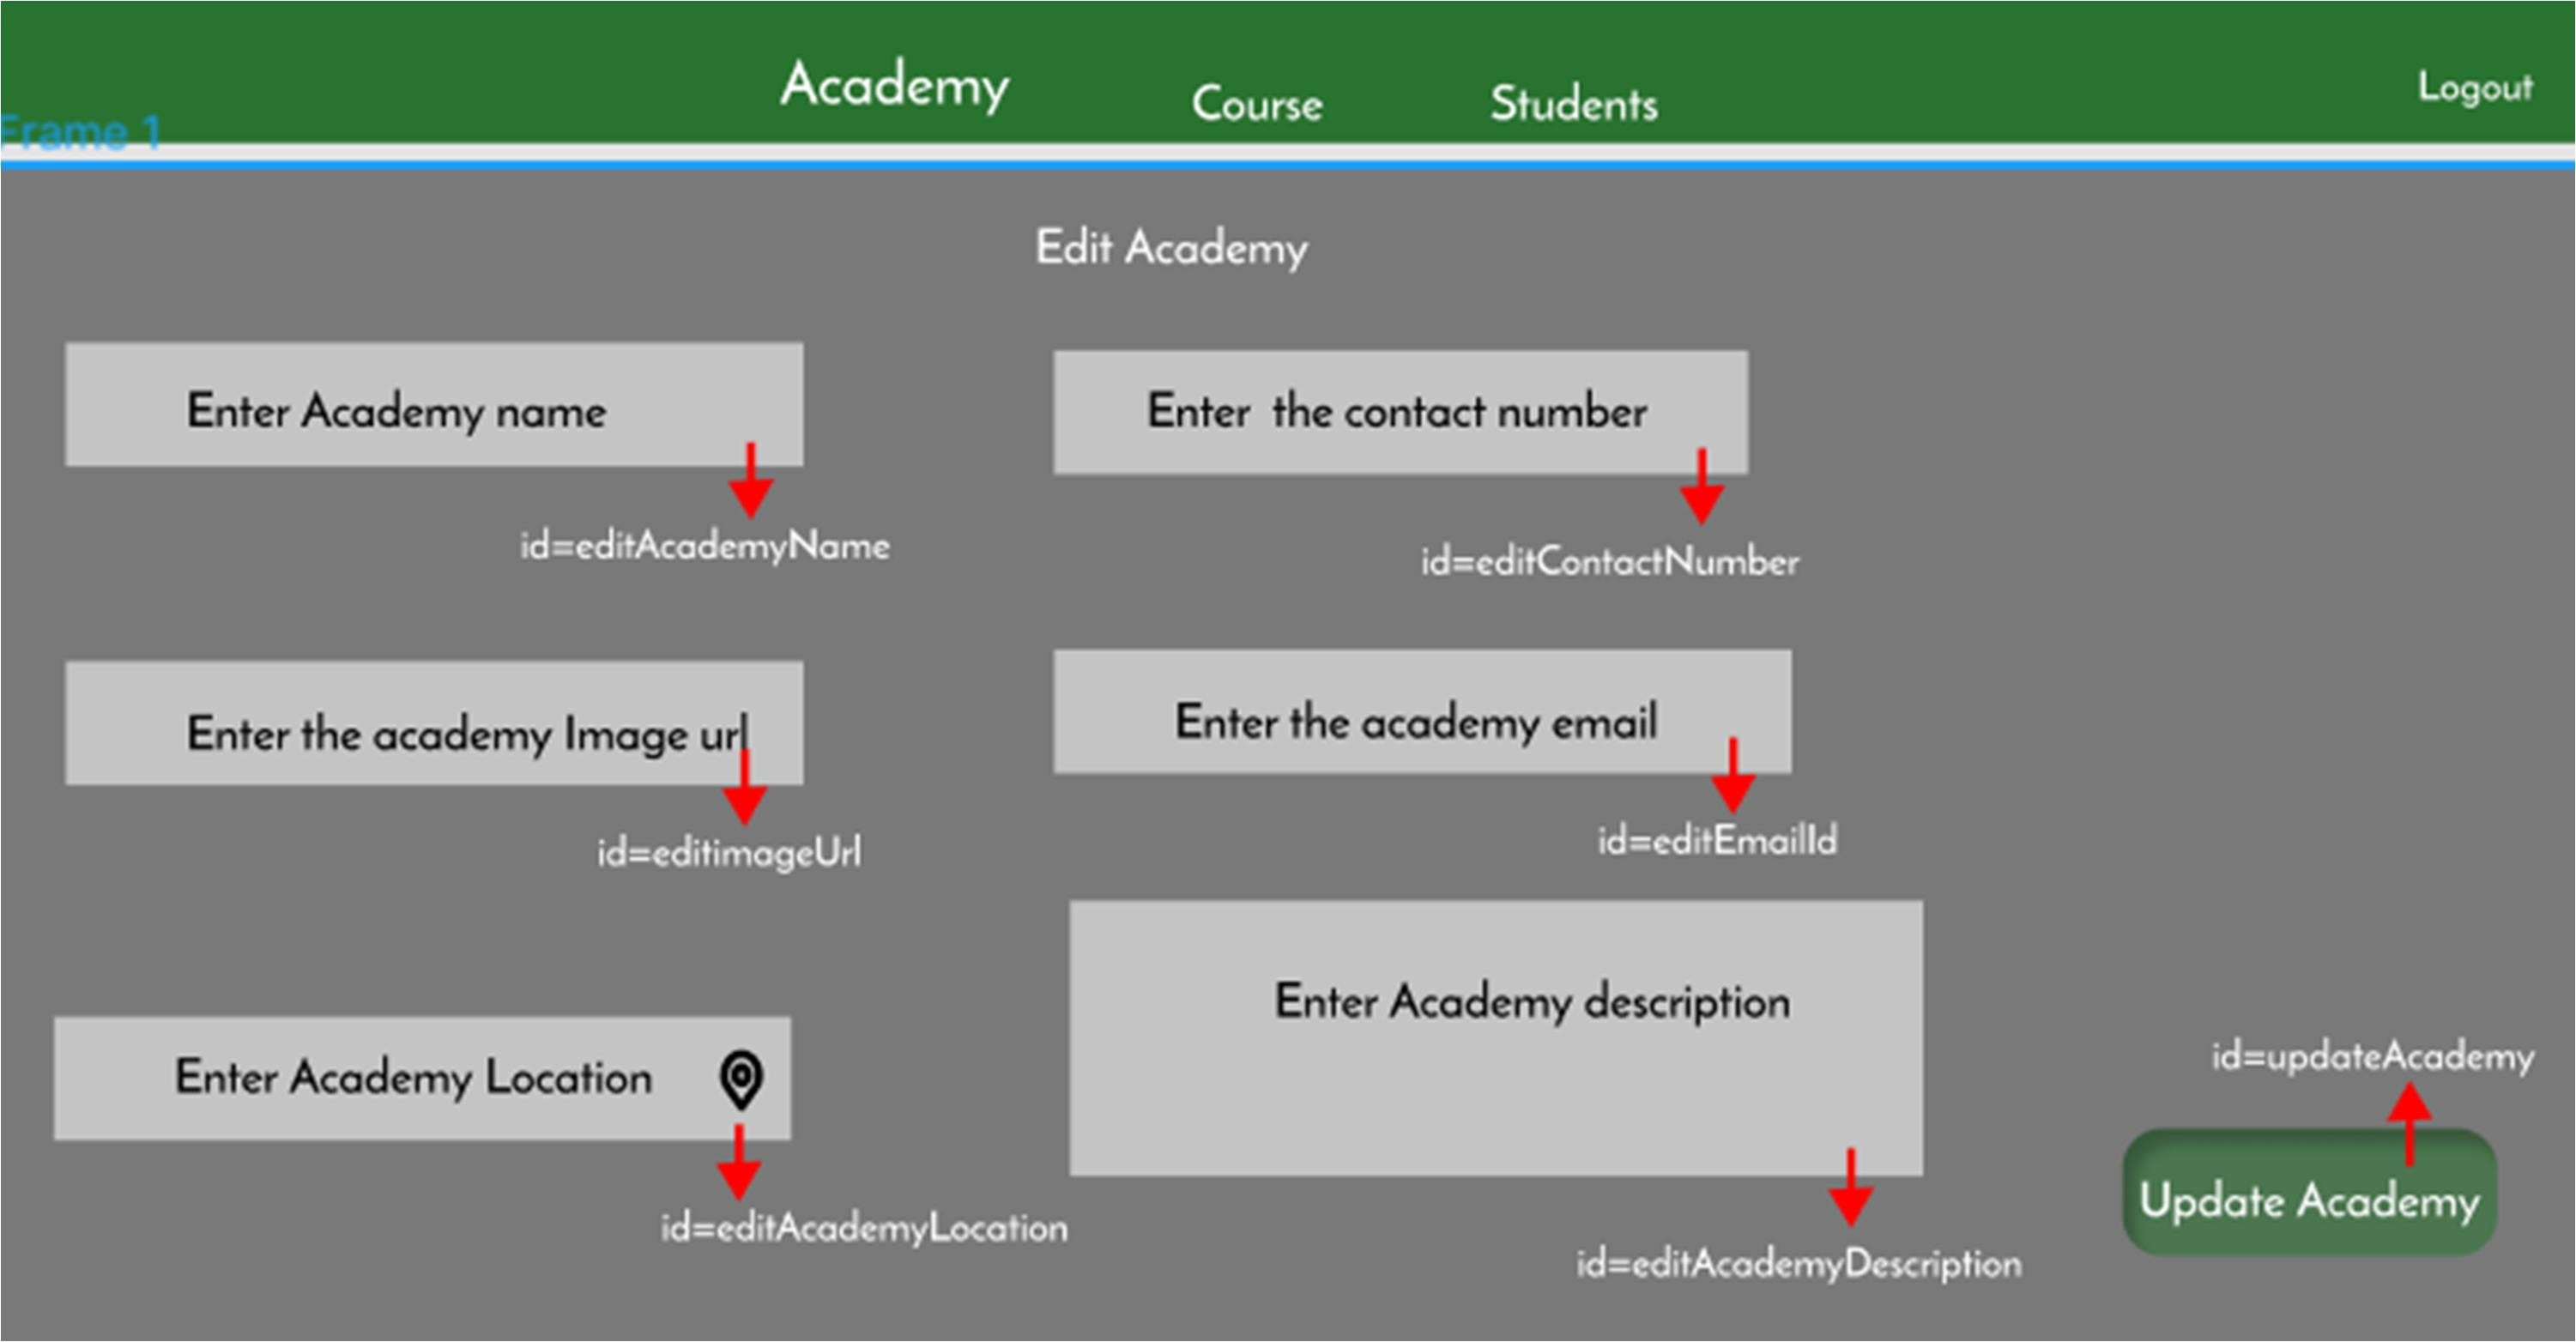 Academy
Course
Students
Logout
Frame 1
Edit Academy
Enter Academy name
id=editAcademyName
Enter the contact number
id=editContactNumber
Enter the academy Image url
id=editimageUrl
Enter the academy email
id=editEmailId
Enter Academy Location
id=editAcademyLocation
Enter Academy description
id=editAcademyDescription
id=updateAcademy
Update Academy